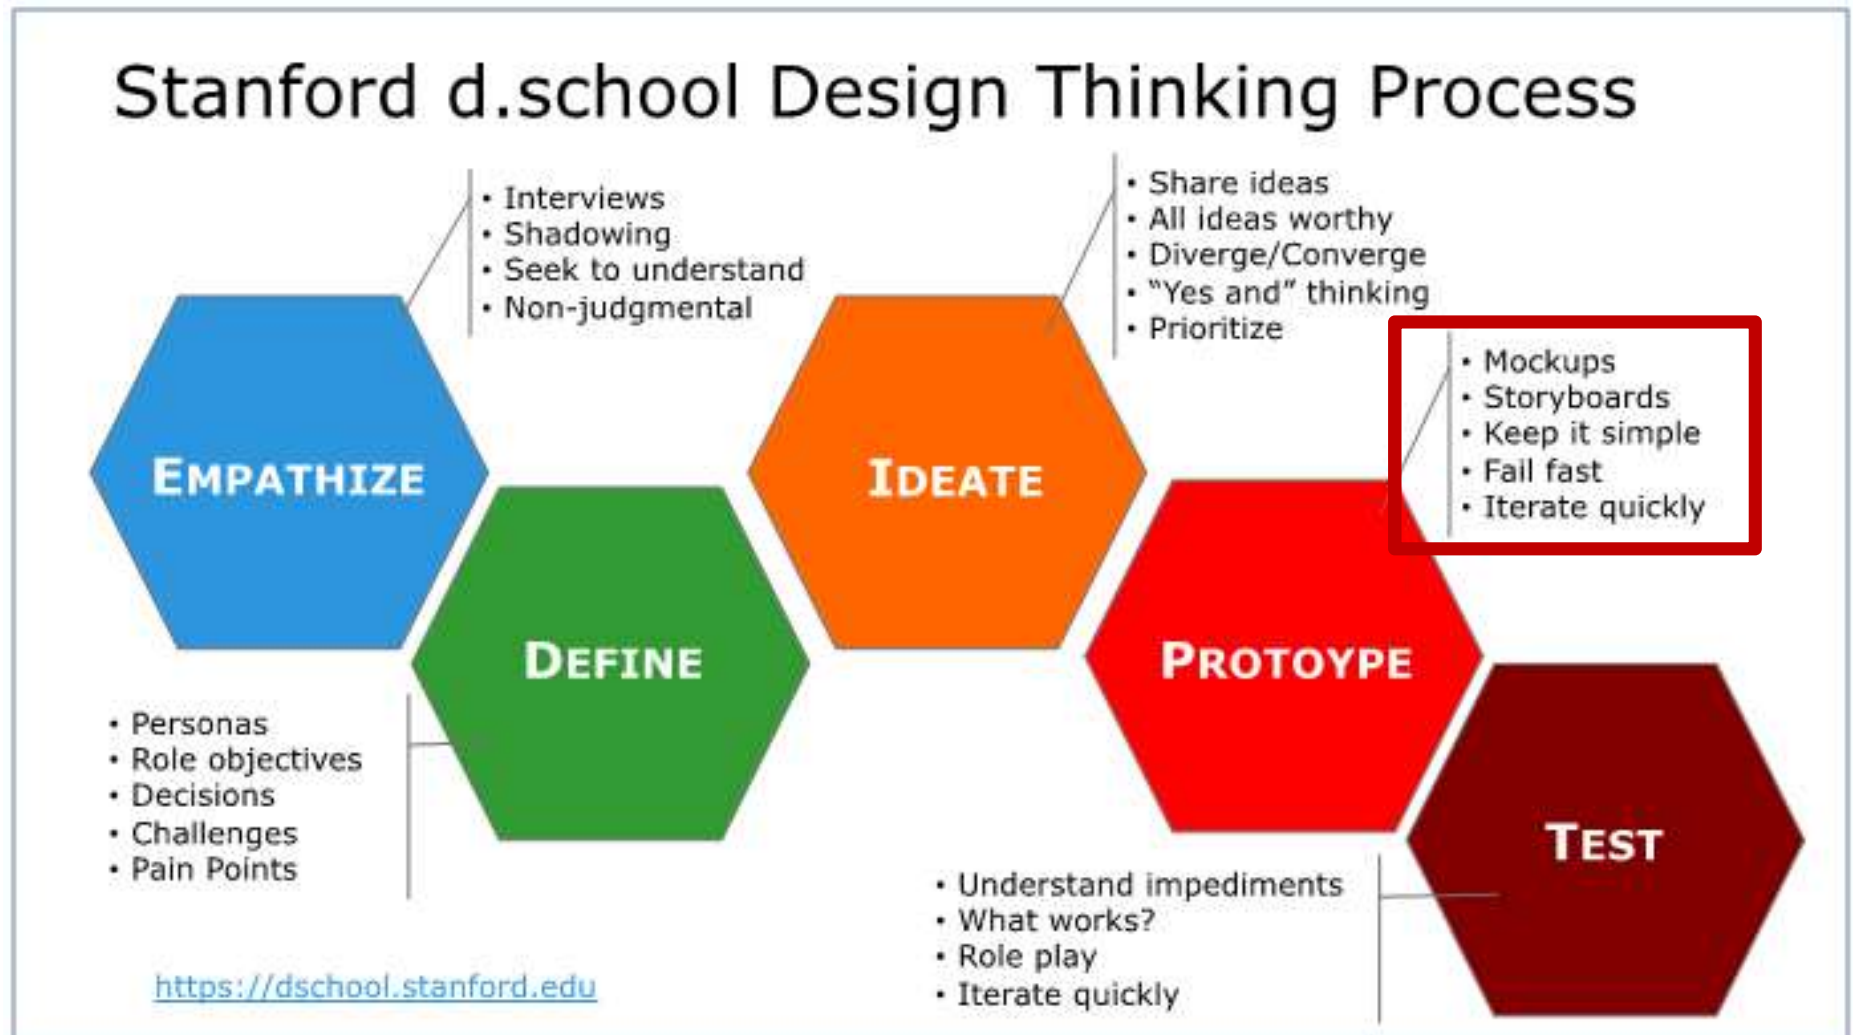 Stanford d.school Design Thinking Process
• Interviews
• Shadowing
• Seek to understand
• Non-judgmental
• Share ideas
• All ideas worthy
• Diverge/Converge
• “Yes and” thinking
• Prioritize
• Mockups
• Storyboards
• Keep it simple
• Fail fast
• Iterate quickly
EMPATHIZE
IDEATE
DEFINE
PROTOYPE
TEST
• Personas
• Role objectives
• Decisions
• Challenges
• Pain Points
• Understand impediments
• What works?
• Role play
• Iterate quickly
https://dschool.stanford.edu